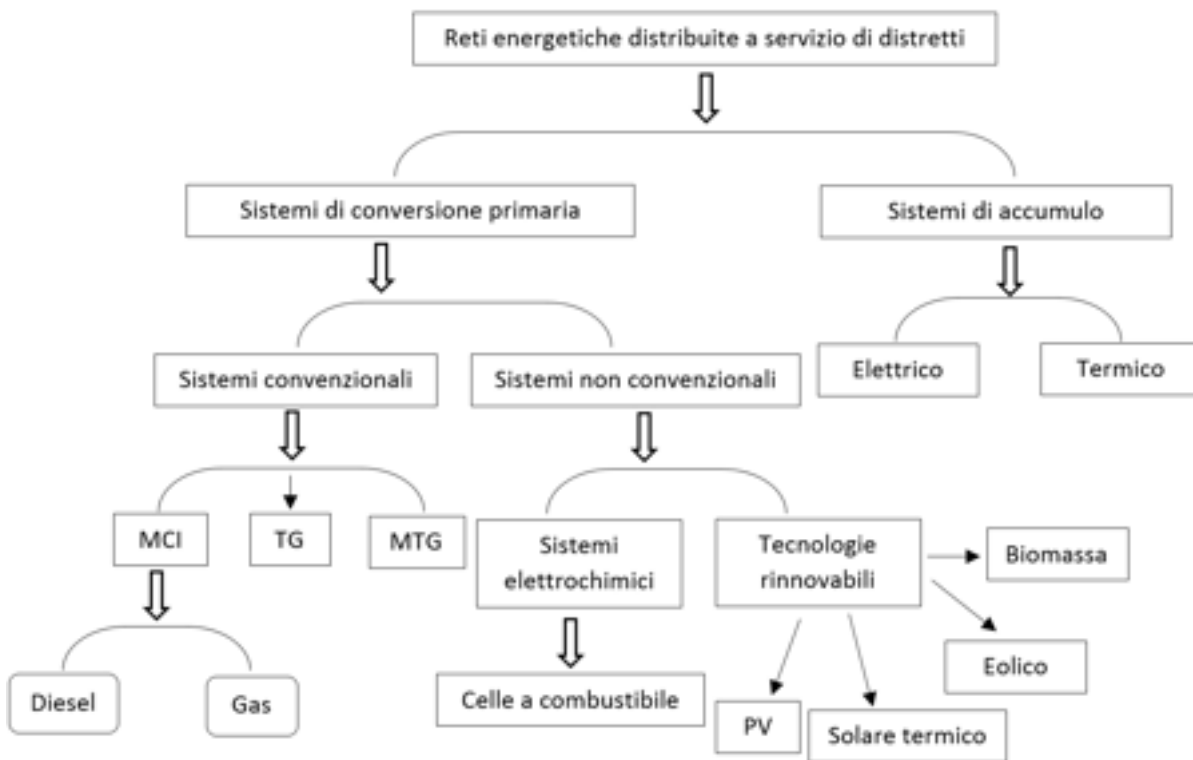 Reti energetiche distribuite a servizio di distretti
Sistemi di conversione primaria
Sistemi di accumulo
Sistemi convenzionali
Sistemi non convenzionali
Elettrico
Termico
MCI
TG
MTG
Sistemi
elettrochimici
Tecnologie
rinnovabili
Biomassa
Eolico
Diesel
Gas
Celle a combustibile
PV
Solare termico